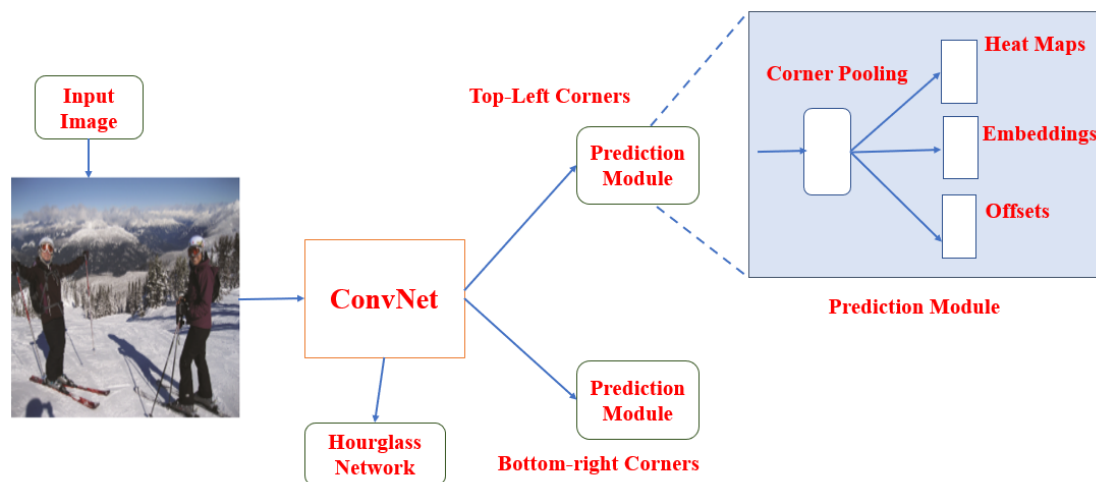 Input
Image
ConvNet
Hourglass
Network
Top-Left Corners
Prediction
Module
Prediction
Module
Bottom-right Corners
Corner Pooling
Heat Maps
Embeddings
Offsets
Prediction Module